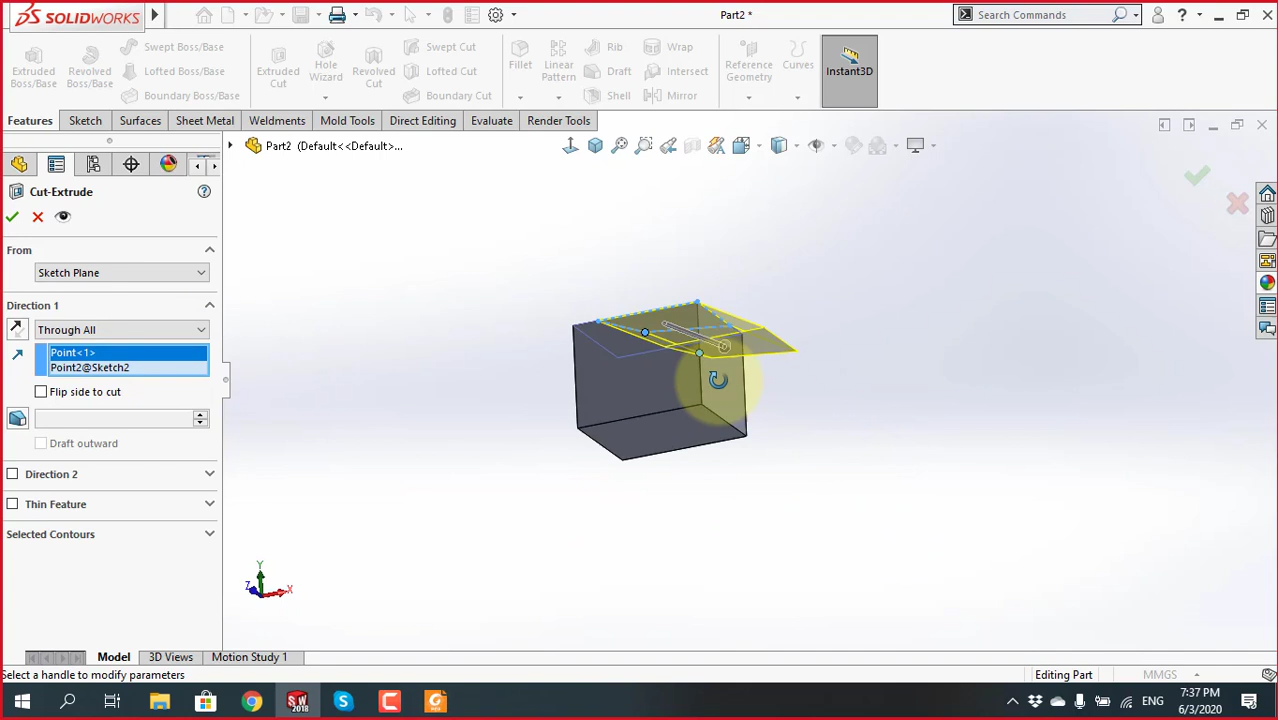 SOLIDWORKS
Part2 *
Search Commands
?
Extruded Boss/Base
Revolved Boss/Base
Swept Boss/Base
Lofted Boss/Base
Boundary Boss/Base
Extruded Cut
Hole Wizard
Revolved Cut
Swept Cut
Lofted Cut
Boundary Cut
Fillet
Linear Pattern
Rib
Draft
Shell
Wrap
Intersect
Mirror
Reference Geometry
Curves
Instant3D
Features Sketch Surfaces Sheet Metal Weldments Mold Tools Direct Editing Evaluate Render Tools
Part2 (Default<<Default>...
Cut-Extrude
?
From
Sketch Plane
Direction 1
Through All
Point<1>
Point2@Sketch2
Flip side to cut
Draft outward
Direction 2
Thin Feature
Selected Contours
Y
Z
X
Model 3D Views Motion Study 1
Select a handle to modify parameters
Editing Part
MMGS
SW
2018
ENG
7:37 PM
6/3/2020